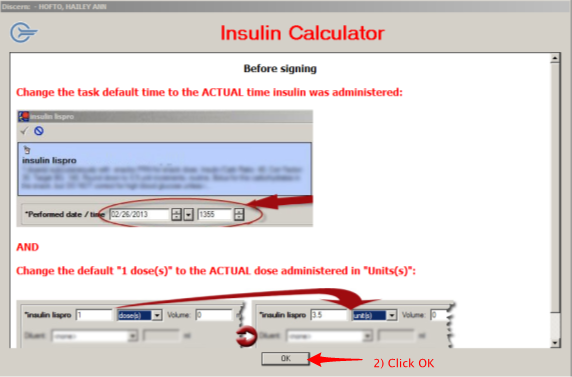 Discern: - HOFTO, HAILEY ANN
Insulin Calculator
Before signing
Change the task default time to the ACTUAL time insulin was administered:
insulin lispro
insulin lispro
*Performed date / time 02/26/2013 1355
AND
Change the default "1 dose(s)" to the ACTUAL dose administered in "Units(s)":
*insulin lispro 1 dose(s) Volume: 0 *insulin lispro 3.5 unit(s) Volume: 0
Diluent: <none> ml Diluent: <none> ml
OK
2) Click OK